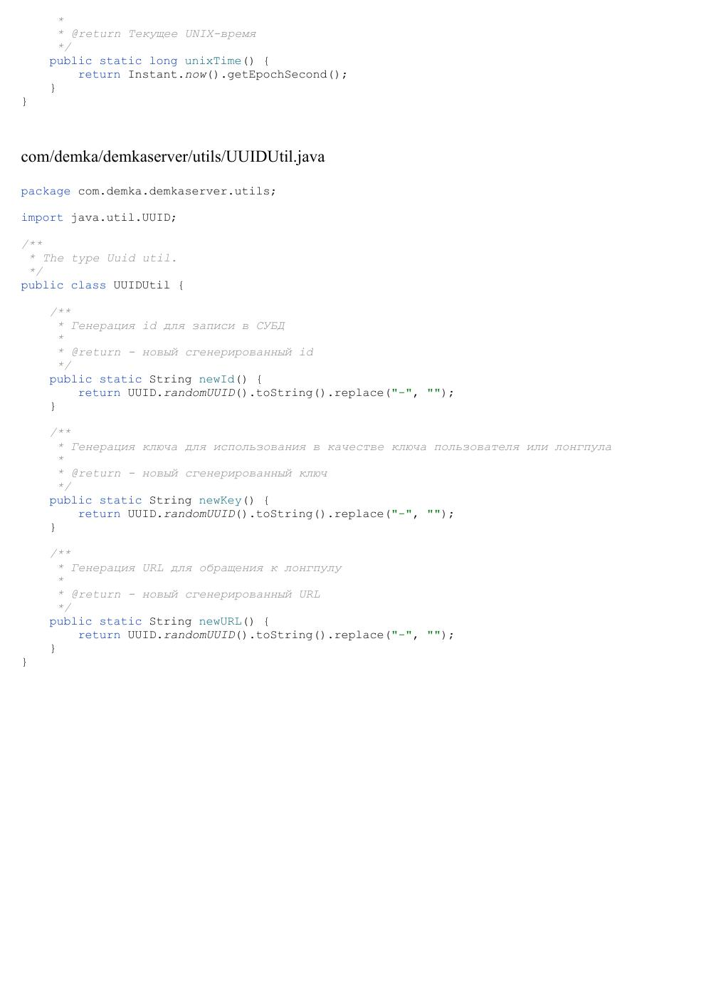 *
     * @return Текущее UNIX-время
     */
    public static long unixTime() {
        return Instant.now().getEpochSecond();
    }
}
com/demka/demkaserver/utils/UUIDUtil.java
package com.demka.demkaserver.utils;
import java.util.UUID;
/**
 * The type Uuid util.
 */
public class UUIDUtil {
    /**
     * Генерация id для записи в СУБД
     *
     * @return - новый сгенерированный id
     */
    public static String newId() {
        return UUID.randomUUID().toString().replace("-", "");
    }
    /**
     * Генерация ключа для использования в качестве ключа пользователя или лонгпула
     *
     * @return - новый сгенерированный ключ
     */
    public static String newKey() {
        return UUID.randomUUID().toString().replace("-", "");
    }
    /**
     * Генерация URL для обращения к лонгпулу
     *
     * @return - новый сгенерированный URL
     */
    public static String newURL() {
        return UUID.randomUUID().toString().replace("-", "");
    }
}